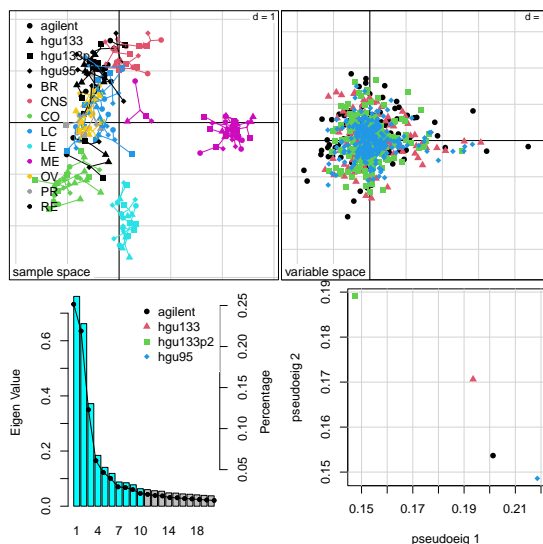 d = 1
agilent
hgu133
hgu133p
hgu95
BR
CNS
CO
LC
LE
ME
OV
PR
RE
sample space
d =
variable space
Eigen Value
0.0
0.2
0.4
0.6
1 4 7 10 14 18
0.05
0.10
0.15
0.20
0.25
Percentage
agilent
hgu133
hgu133p2
hgu95
pseudoeig 2
0.15
0.16
0.17
0.18
0.19
0.15 0.17 0.19 0.21
pseudoeig 1